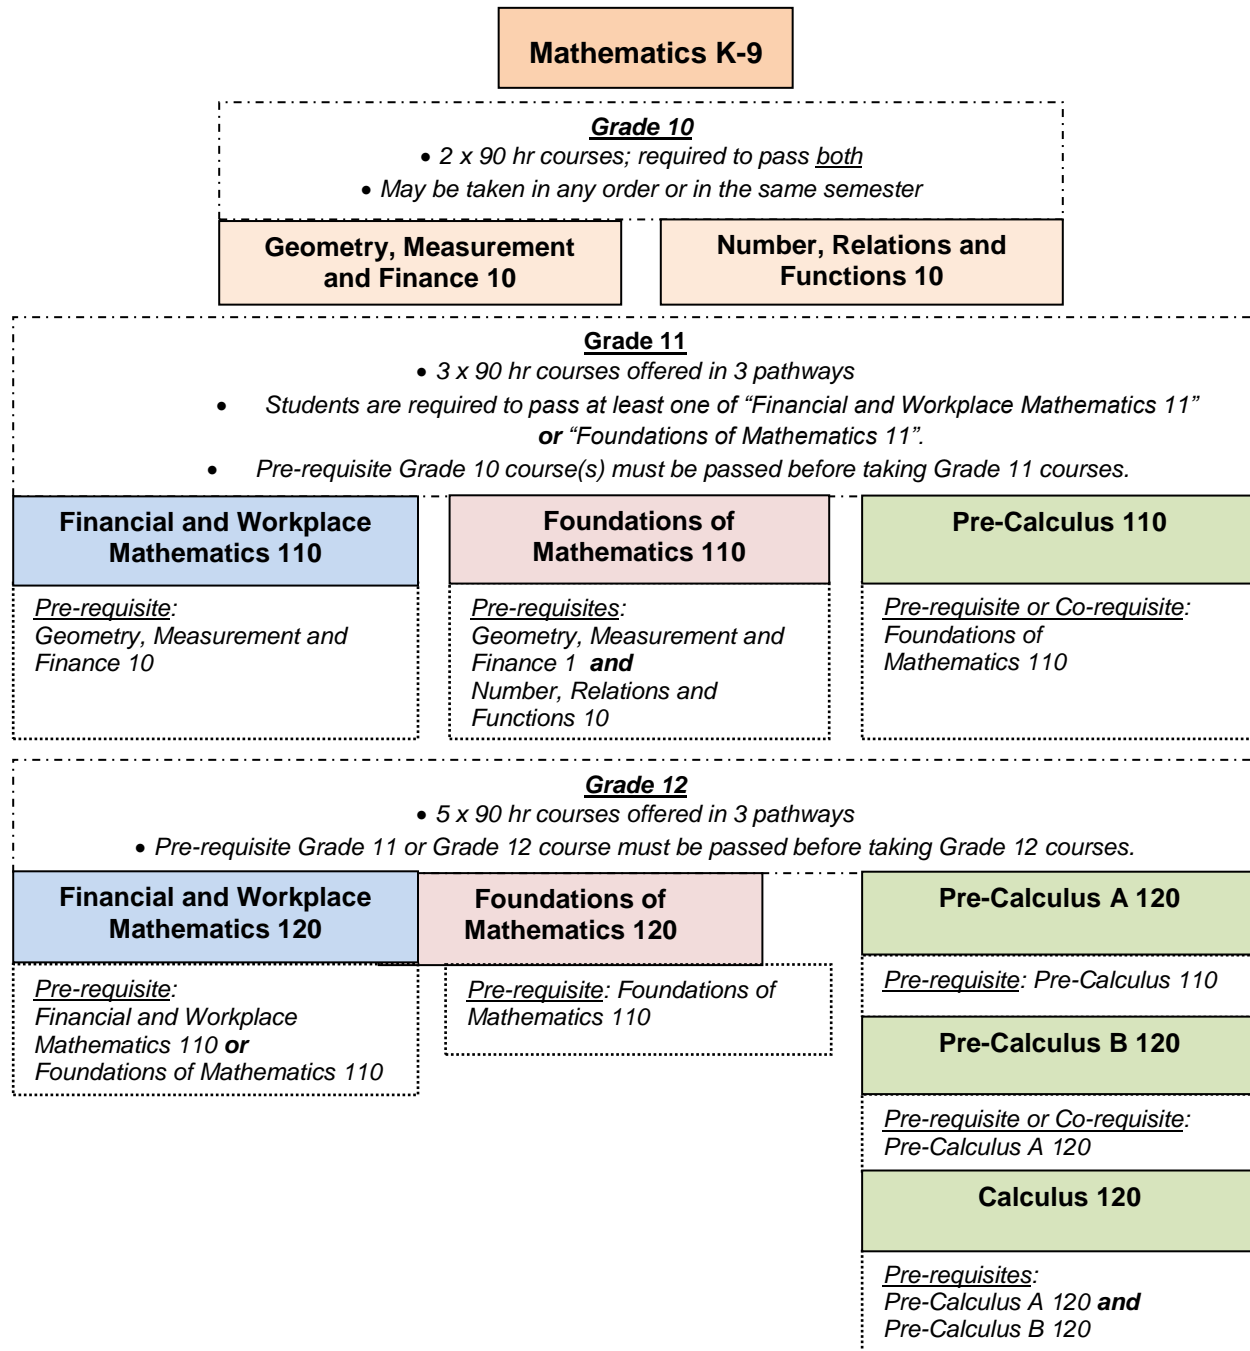 Mathematics K-9
Grade 10
• 2 x 90 hr courses; required to pass both
• May be taken in any order or in the same semester
Geometry, Measurement
and Finance 10
Number, Relations and
Functions 10
Grade 11
• 3 x 90 hr courses offered in 3 pathways
• Students are required to pass at least one of “Financial and Workplace Mathematics 11”
or “Foundations of Mathematics 11”.
• Pre-requisite Grade 10 course(s) must be passed before taking Grade 11 courses.
Financial and Workplace
Mathematics 110
Pre-requisite:
Geometry, Measurement and
Finance 10
Foundations of
Mathematics 110
Pre-requisites:
Geometry, Measurement and
Finance 1 and
Number, Relations and
Functions 10
Pre-Calculus 110
Pre-requisite or Co-requisite:
Foundations of
Mathematics 110
Grade 12
• 5 x 90 hr courses offered in 3 pathways
• Pre-requisite Grade 11 or Grade 12 course must be passed before taking Grade 12 courses.
Financial and Workplace
Mathematics 120
Pre-requisite:
Financial and Workplace
Mathematics 110 or
Foundations of Mathematics 110
Foundations of
Mathematics 120
Pre-requisite: Foundations of
Mathematics 110
Pre-Calculus A 120
Pre-requisite: Pre-Calculus 110
Pre-Calculus B 120
Pre-requisite or Co-requisite:
Pre-Calculus A 120
Calculus 120
Pre-requisites:
Pre-Calculus A 120 and
Pre-Calculus B 120